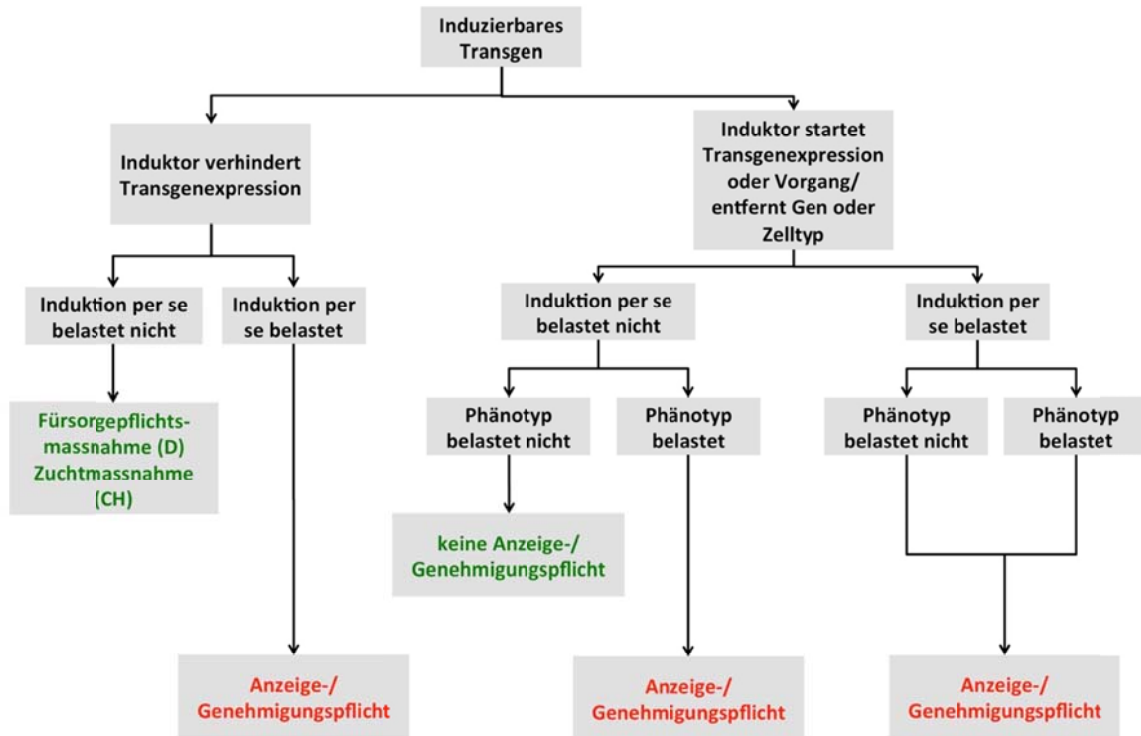 Induzierbares
Transgen
Induktor verhindert
Transgenexpression
Induktor startet
Transgenexpression
oder Vorgang/
entfernt Gen oder
Zelltyp
Induktion per se
belastet nicht
Induktion per
se belastet
Induktion per se
belastet nicht
Induktion per
se belastet
Fürsorgepflichts-
massnahme (D)
Zuchtmassnahme
(CH)
Phänotyp
belastet nicht
Phänotyp
belastet
Phänotyp
belastet nicht
Phänotyp
belastet
keine Anzeige-/
Genehmigungspflicht
Anzeige-/
Genehmigungspflicht
Anzeige-/
Genehmigungspflicht
Anzeige-/
Genehmigungspflicht